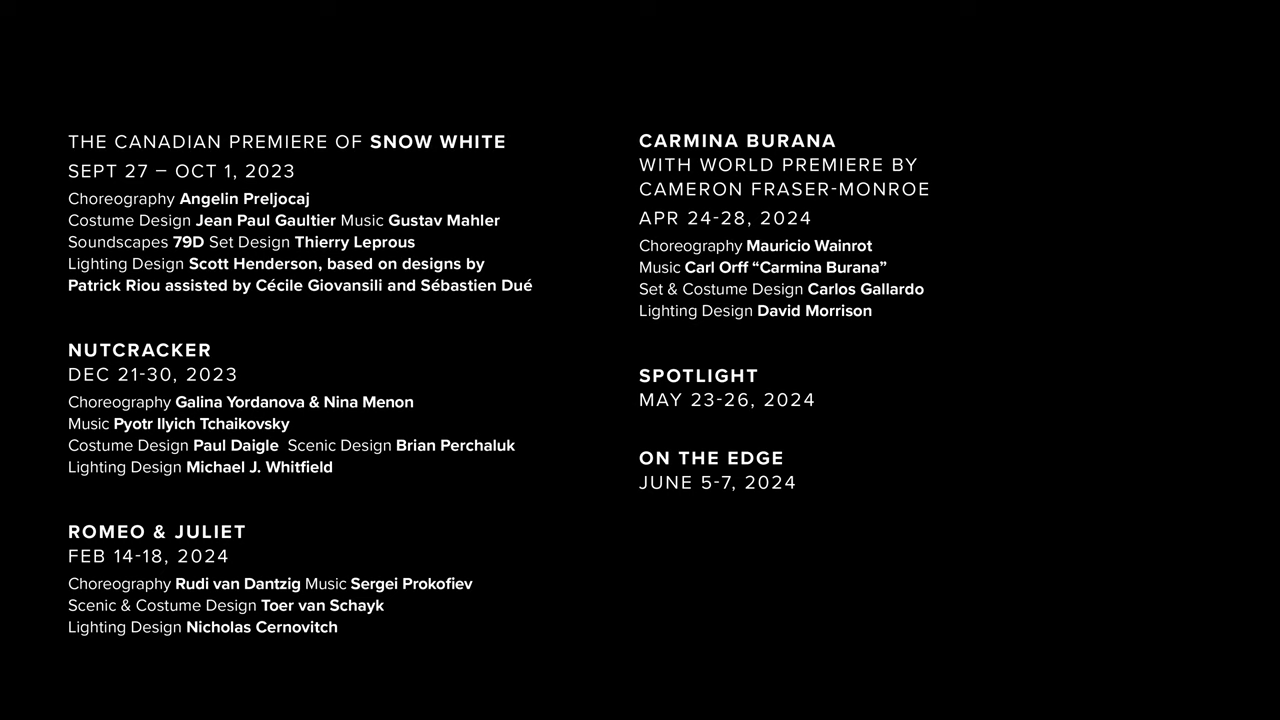 THE CANADIAN PREMIERE OF SNOW WHITE
SEPT 27 – OCT 1, 2023
Choreography Angelin Preljocaj
Costume Design Jean Paul Gaultier Music Gustav Mahler
Soundscapes 79D Set Design Thierry Leprous
Lighting Design Scott Henderson, based on designs by
Patrick Riou assisted by Cécile Giovansili and Sébastien Dué
NUTCRACKER
DEC 21-30, 2023
Choreography Galina Yordanova & Nina Menon
Music Pyotr Ilyich Tchaikovsky
Costume Design Paul Daigle  Scenic Design Brian Perchaluk
Lighting Design Michael J. Whitfield
ROMEO & JULIET
FEB 14-18, 2024
Choreography Rudi van Dantzig Music Sergei Prokofiev
Scenic & Costume Design Toer van Schayk
Lighting Design Nicholas Cernovitch
CARMINA BURANA
WITH WORLD PREMIERE BY
CAMERON FRASER-MONROE
APR 24-28, 2024
Choreography Mauricio Wainrot
Music Carl Orff “Carmina Burana”
Set & Costume Design Carlos Gallardo
Lighting Design David Morrison
SPOTLIGHT
MAY 23-26, 2024
ON THE EDGE
JUNE 5-7, 2024